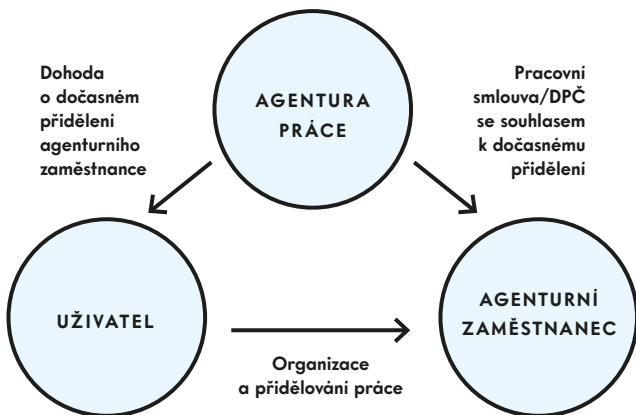 Dohoda
o dočasném
přidělení
agenturního
zaměstnance
AGENTURA
PRÁCE
Pracovní
smlouva/DPČ
se souhlasem
k dočasnému
přidělení
UŽIVATEL
AGENTURNÍ
ZAMĚSTNANEC
Organizace
a přidělování práce